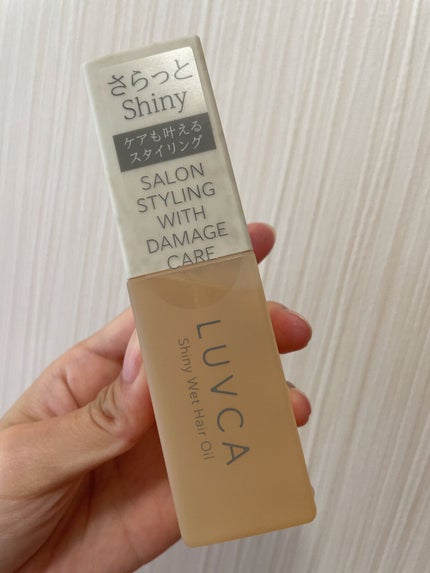 さらっと
Shiny
ケアも叶える
スタイリング
SALON
STYLING
WITH
DAMAGE
CARE
LUVCA
Shiny Wet Hair Oil